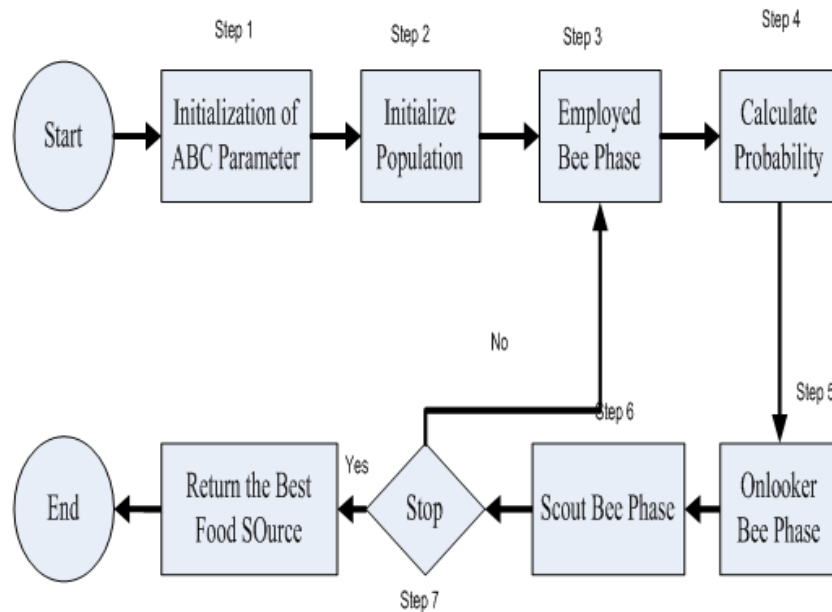 Step 1
Step 2
Step 3
Step 4
Start
Initialization of
ABC Parameter
Initialize
Population
Employed
Bee Phase
Calculate
Probability
No
Step 5
Step 6
End
Return the Best
Food SOurce
Yes
Stop
Scout Bee Phase
Onlooker
Bee Phase
Step 7